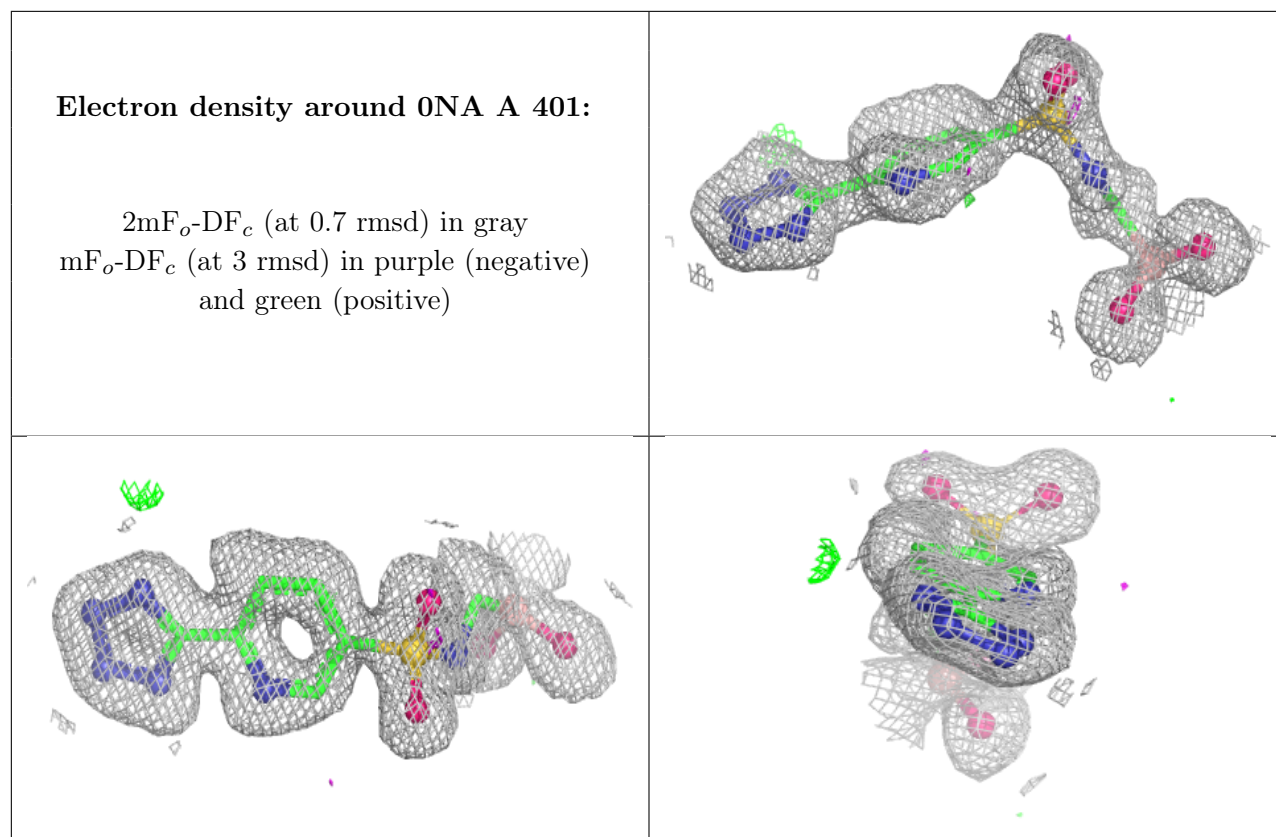 Electron density around 0NA A 401:
2mFₒ-DF𝒸 (at 0.7 rmsd) in gray
mFₒ-DF𝒸 (at 3 rmsd) in purple (negative)
and green (positive)